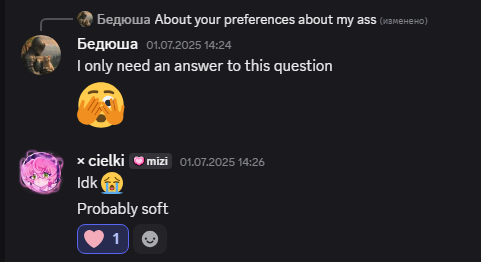 Бедюша About your preferences about my ass (изменено)
Бедюша 01.07.2025 14:24
I only need an answer to this question
× cielki mizi 01.07.2025 14:26
Idk
Probably soft
1